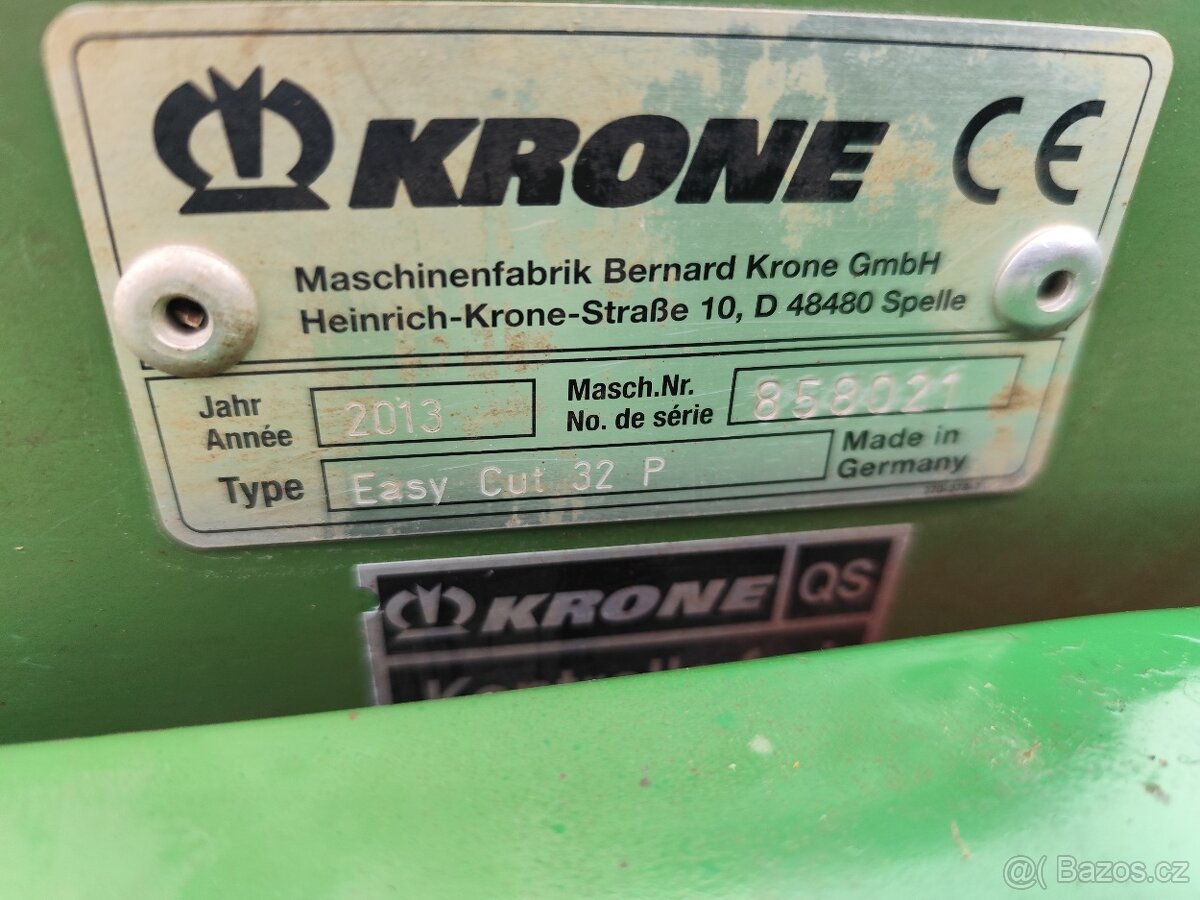 KRONE CE
Maschinenfabrik Bernard Krone GmbH
Heinrich-Krone-Straße 10, D 48480 Spelle
Jahr
Année
2013
Masch.Nr.
No. de série
858021
Type
Easy Cut 32 P
Made in
Germany
KRONE QS
@( Bazos.cz